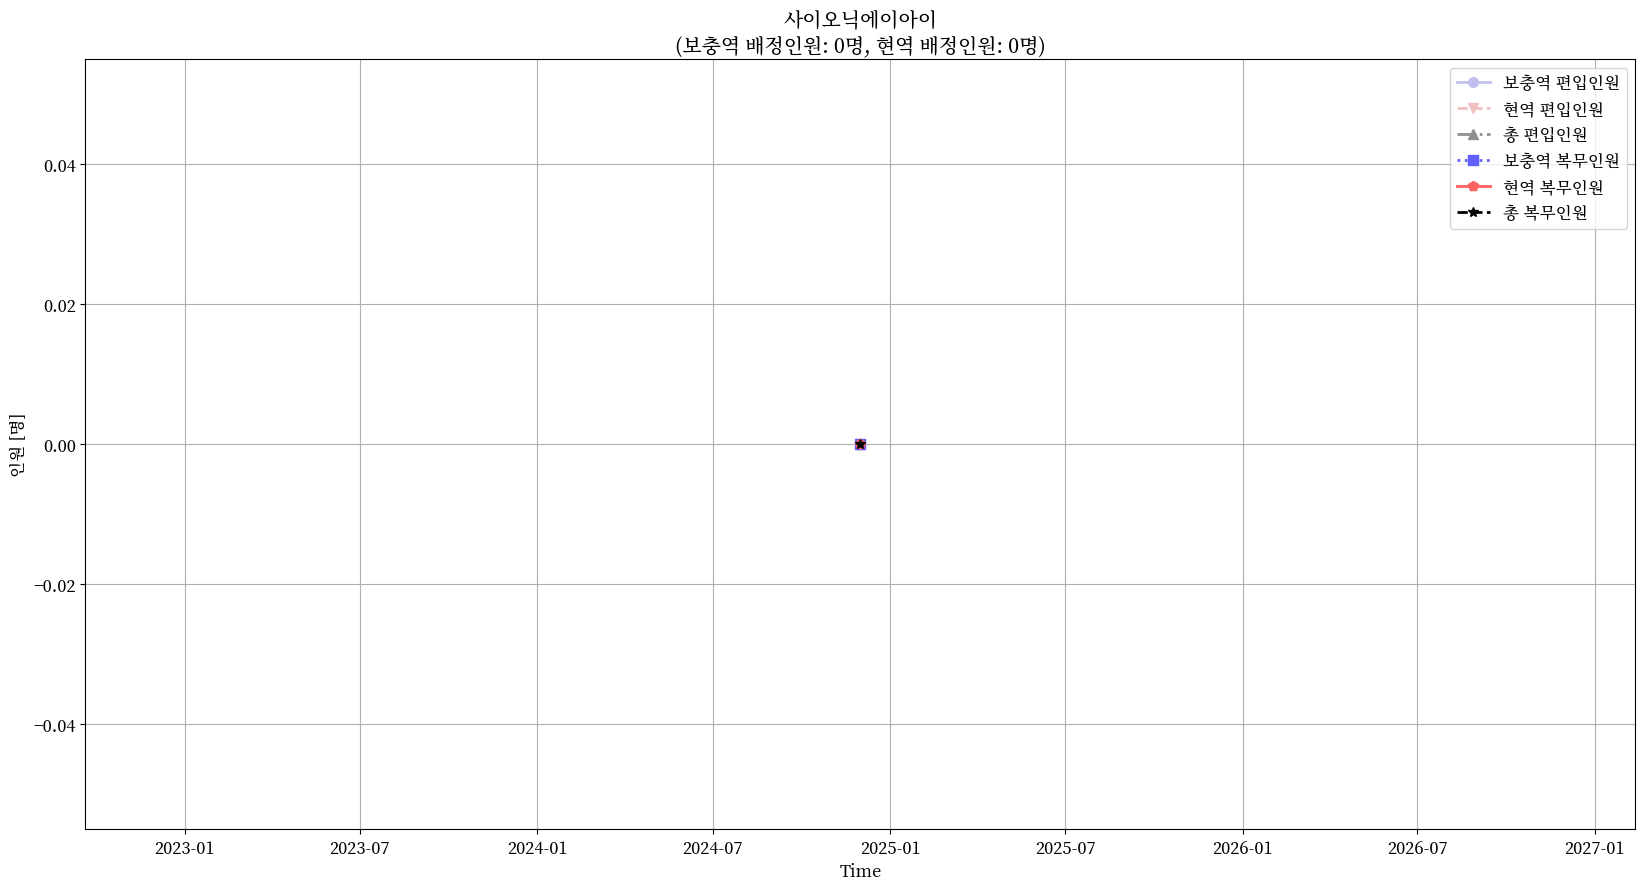 사이오닉에이아이
(보충역 배정인원: 0명, 현역 배정인원: 0명)
보충역 편입인원
현역 편입인원
총 편입인원
보충역 복무인원
현역 복무인원
총 복무인원
인원 [명]
0.04
0.02
0.00
−0.02
−0.04
2023-01
2023-07
2024-01
2024-07
2025-01
2025-07
2026-01
2026-07
2027-01
Time